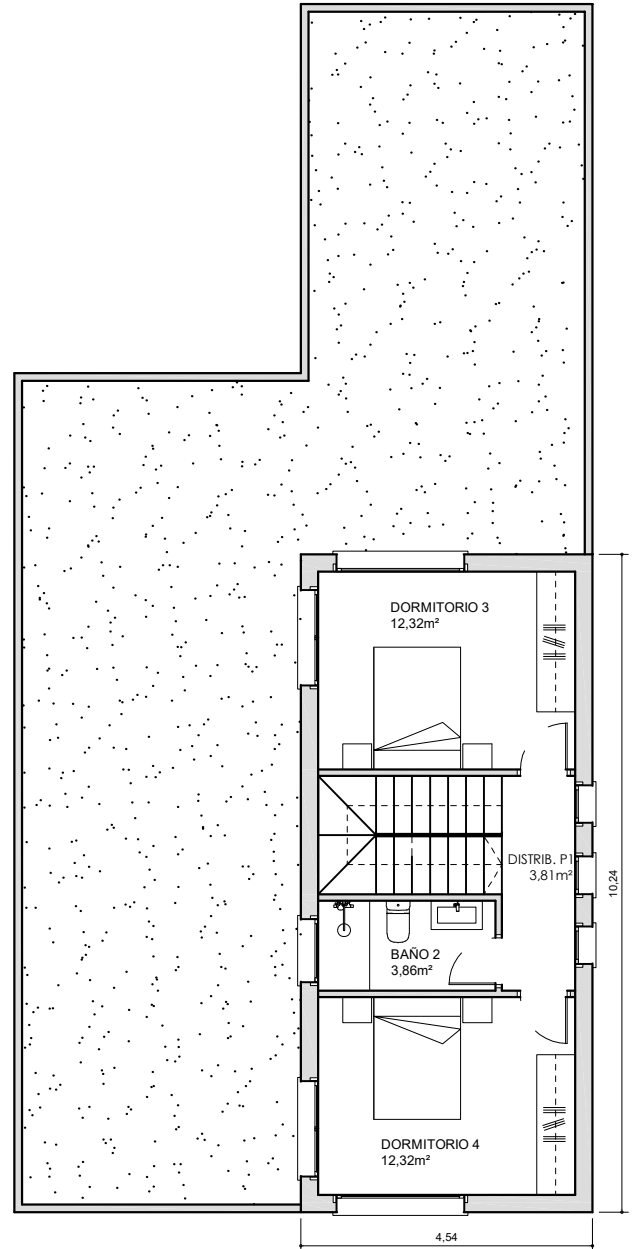 DORMITORIO 3
12,32m²
DISTRIB. P1
3,81m²
10,24
BAÑO 2
3,86m²
DORMITORIO 4
12,32m²
4,54